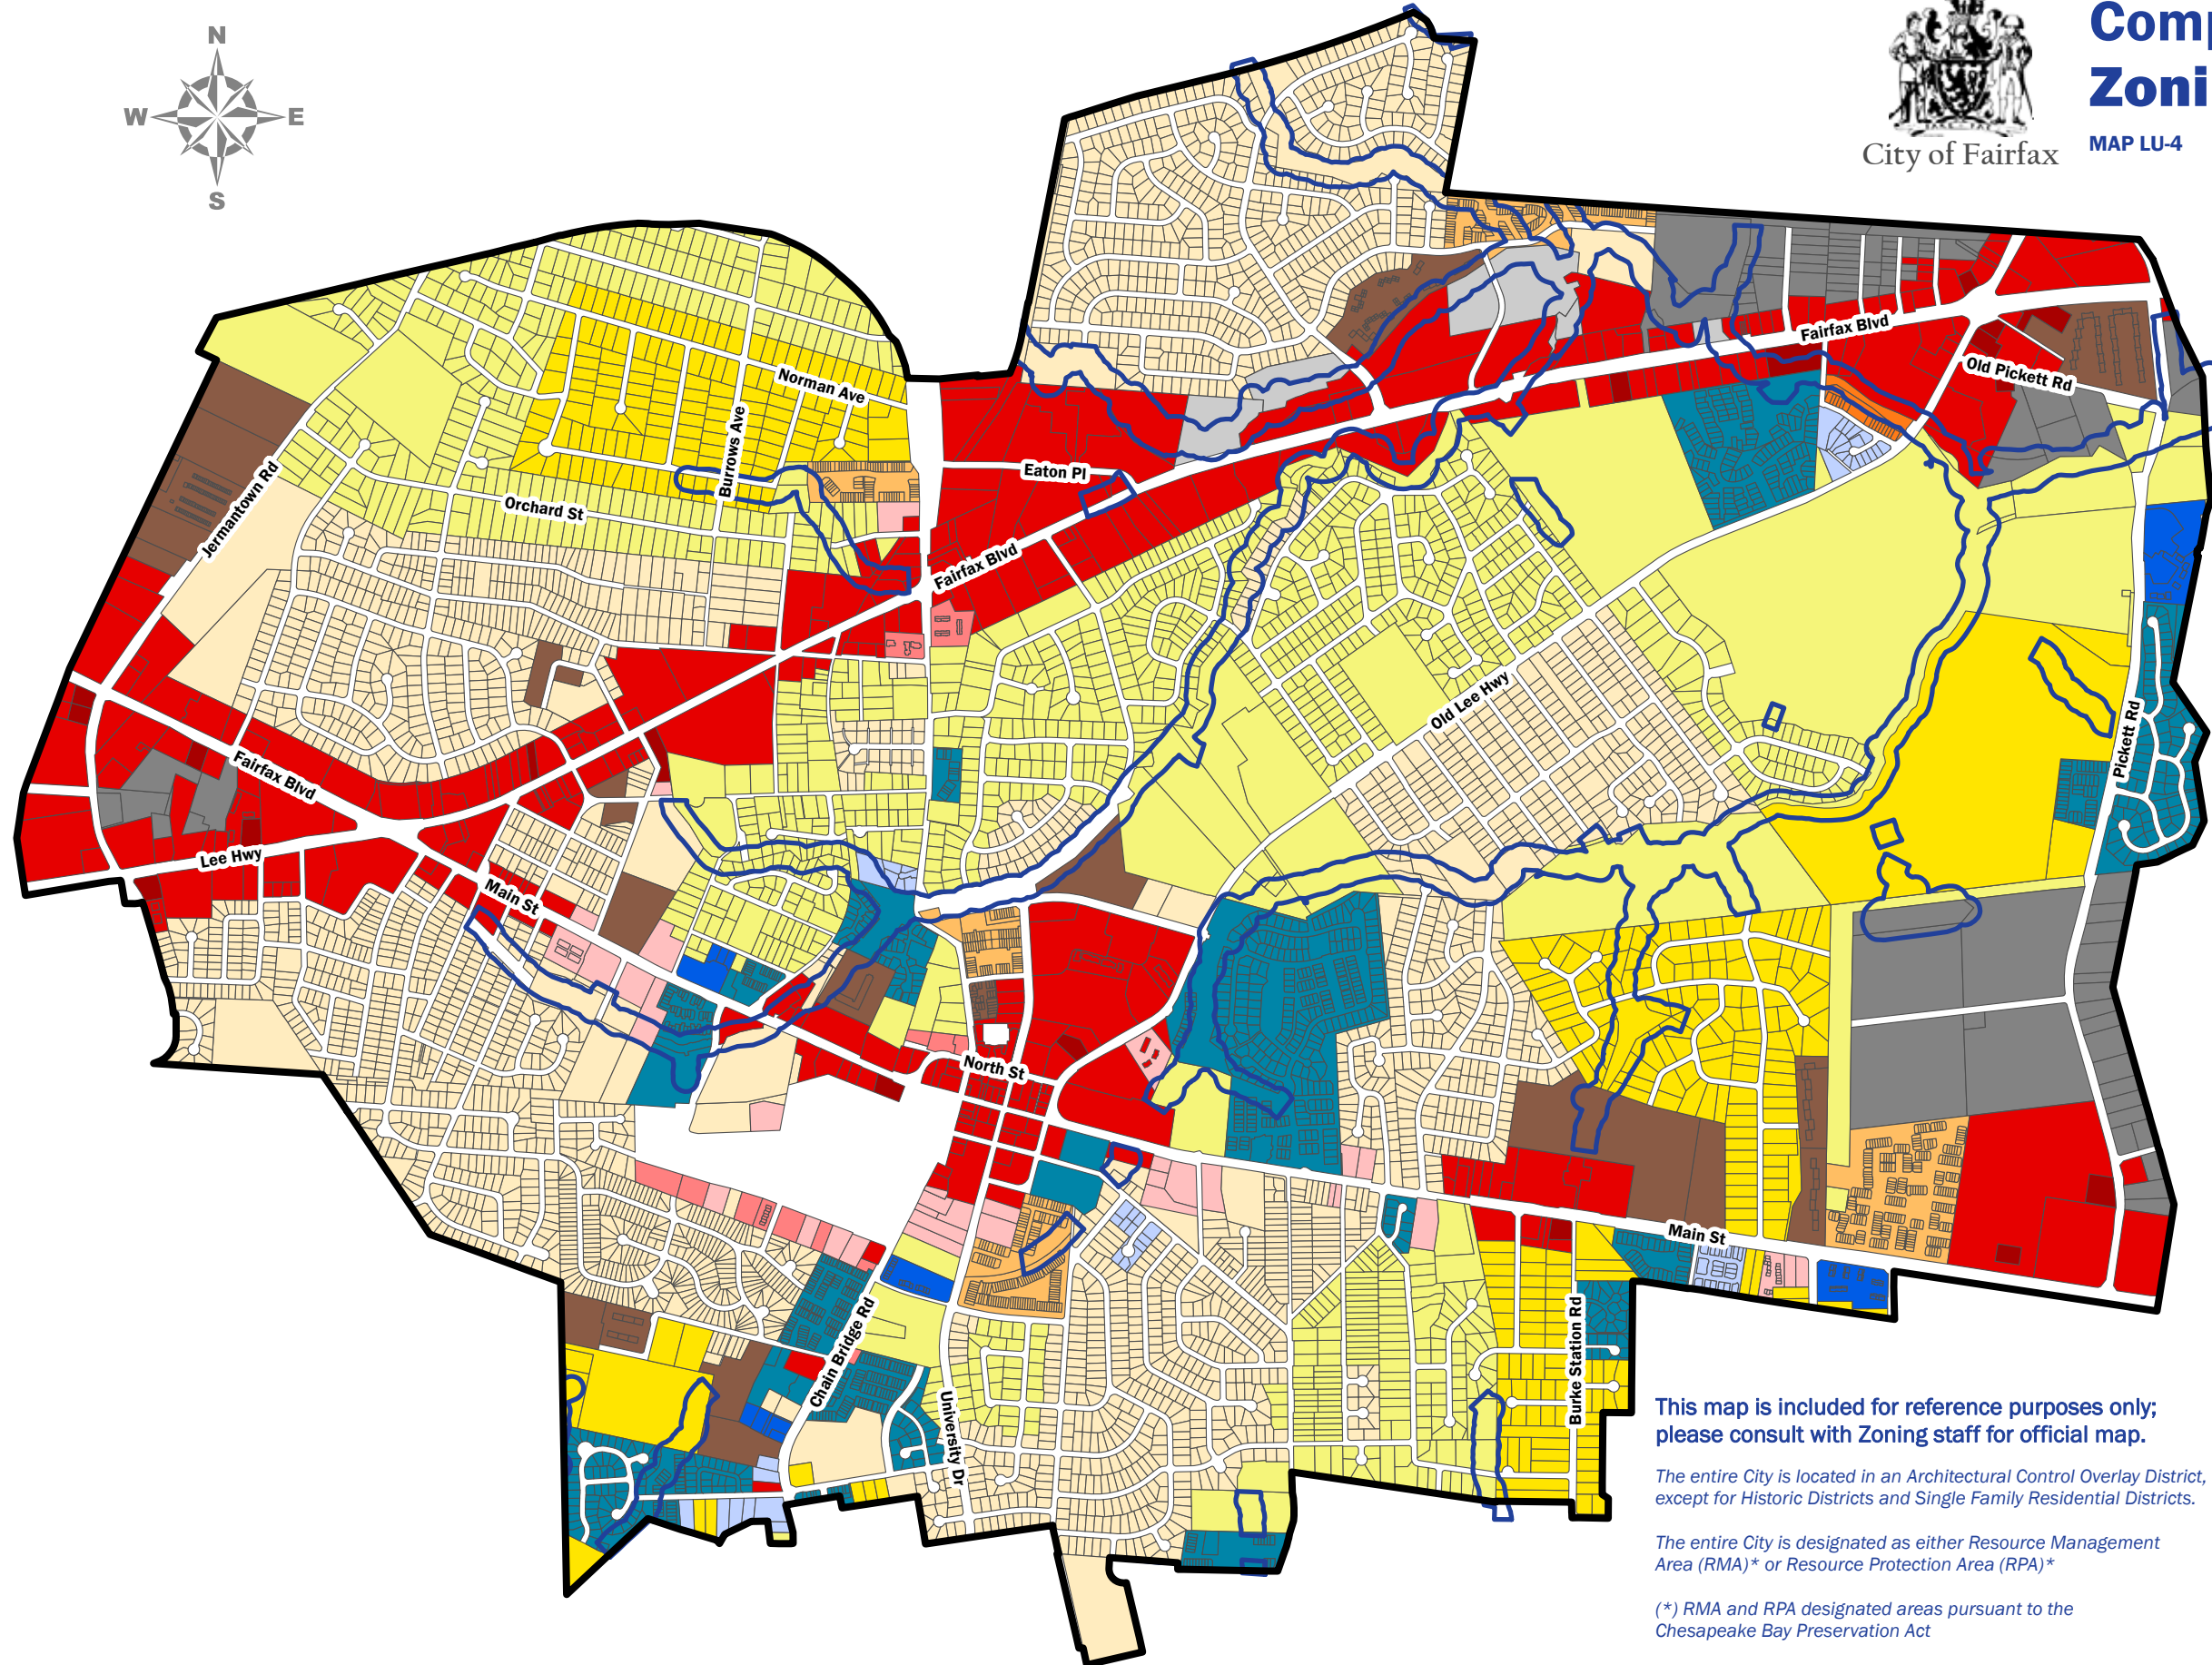 N
W
E
S
City of Fairfax
Comp
Zoni
MAP LU-4
Fairfax Blvd
Old Pickett Rd
Norman Ave
Burrows Ave
Eaton Pl
Jermantown Rd
Orchard St
Fairfax Blvd
Old Lee Hwy
Pickett Rd
Fairfax Blvd
Lee Hwy
Main St
North St
Main St
Chain Bridge Rd
University Dr
Burke Station Rd
This map is included for reference purposes only;
please consult with Zoning staff for official map.
The entire City is located in an Architectural Control Overlay District,
except for Historic Districts and Single Family Residential Districts.
The entire City is designated as either Resource Management
Area (RMA)* or Resource Protection Area (RPA)*
(*) RMA and RPA designated areas pursuant to the
Chesapeake Bay Preservation Act